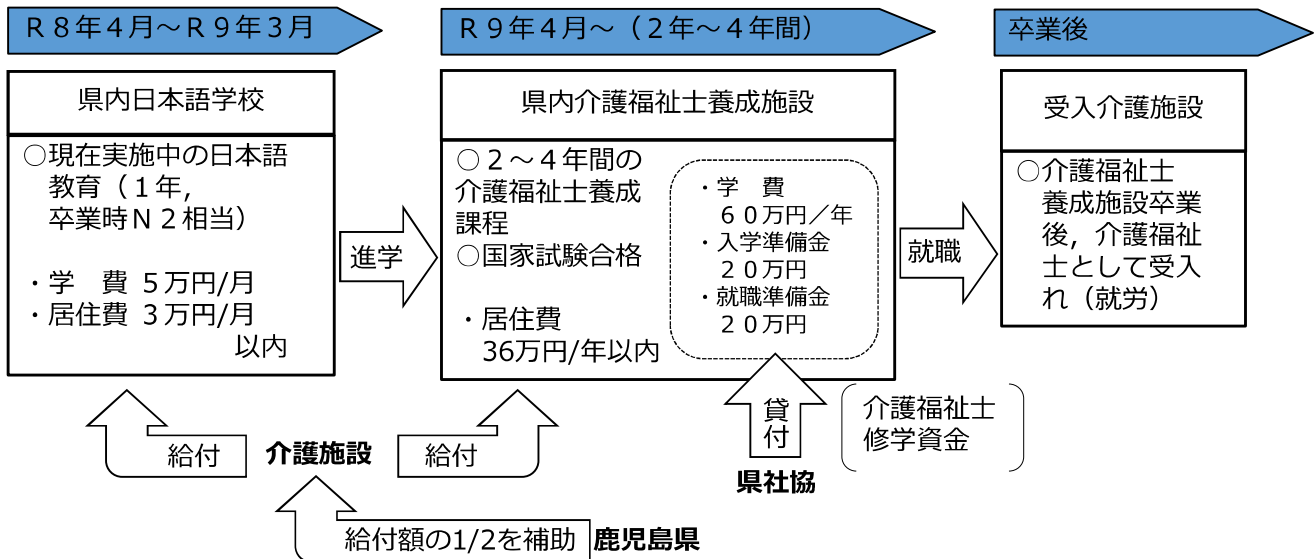 Ｒ８年４月～Ｒ９年３月
Ｒ９年４月～（２年～４年間）
卒業後
県内日本語学校
○現在実施中の日本語
教育（１年，
卒業時Ｎ２相当）
・学　費 ５万円/月
・居住費 ３万円/月
以内
進学
県内介護福祉士養成施設
○２～４年間の
介護福祉士養成
課程
○国家試験合格
・居住費
36万円/年以内
・学　費
６０万円／年
・入学準備金
２０万円
・就職準備金
２０万円
就職
受入介護施設
○介護福祉士
養成施設卒業
後，介護福祉
士として受入
れ（就労）
給付
介護施設
給付
貸付
介護福祉士
修学資金
県社協
給付額の1/2を補助
鹿児島県